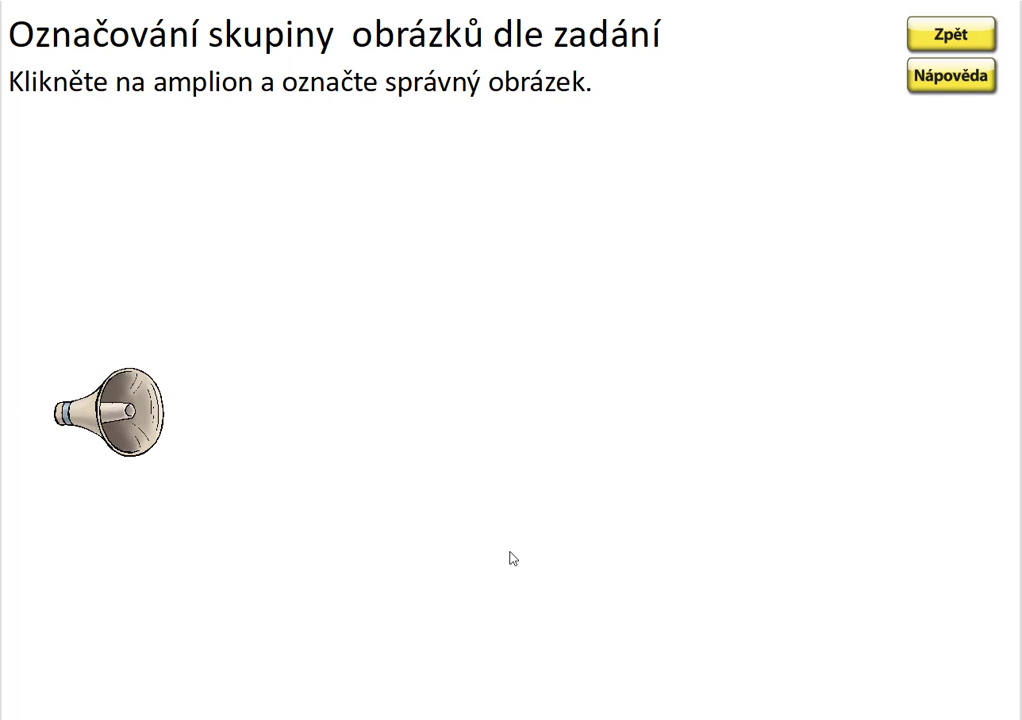 Označování skupiny  obrázků dle zadání
Zpět
Klikněte na amplion a označte správný obrázek.
Nápověda